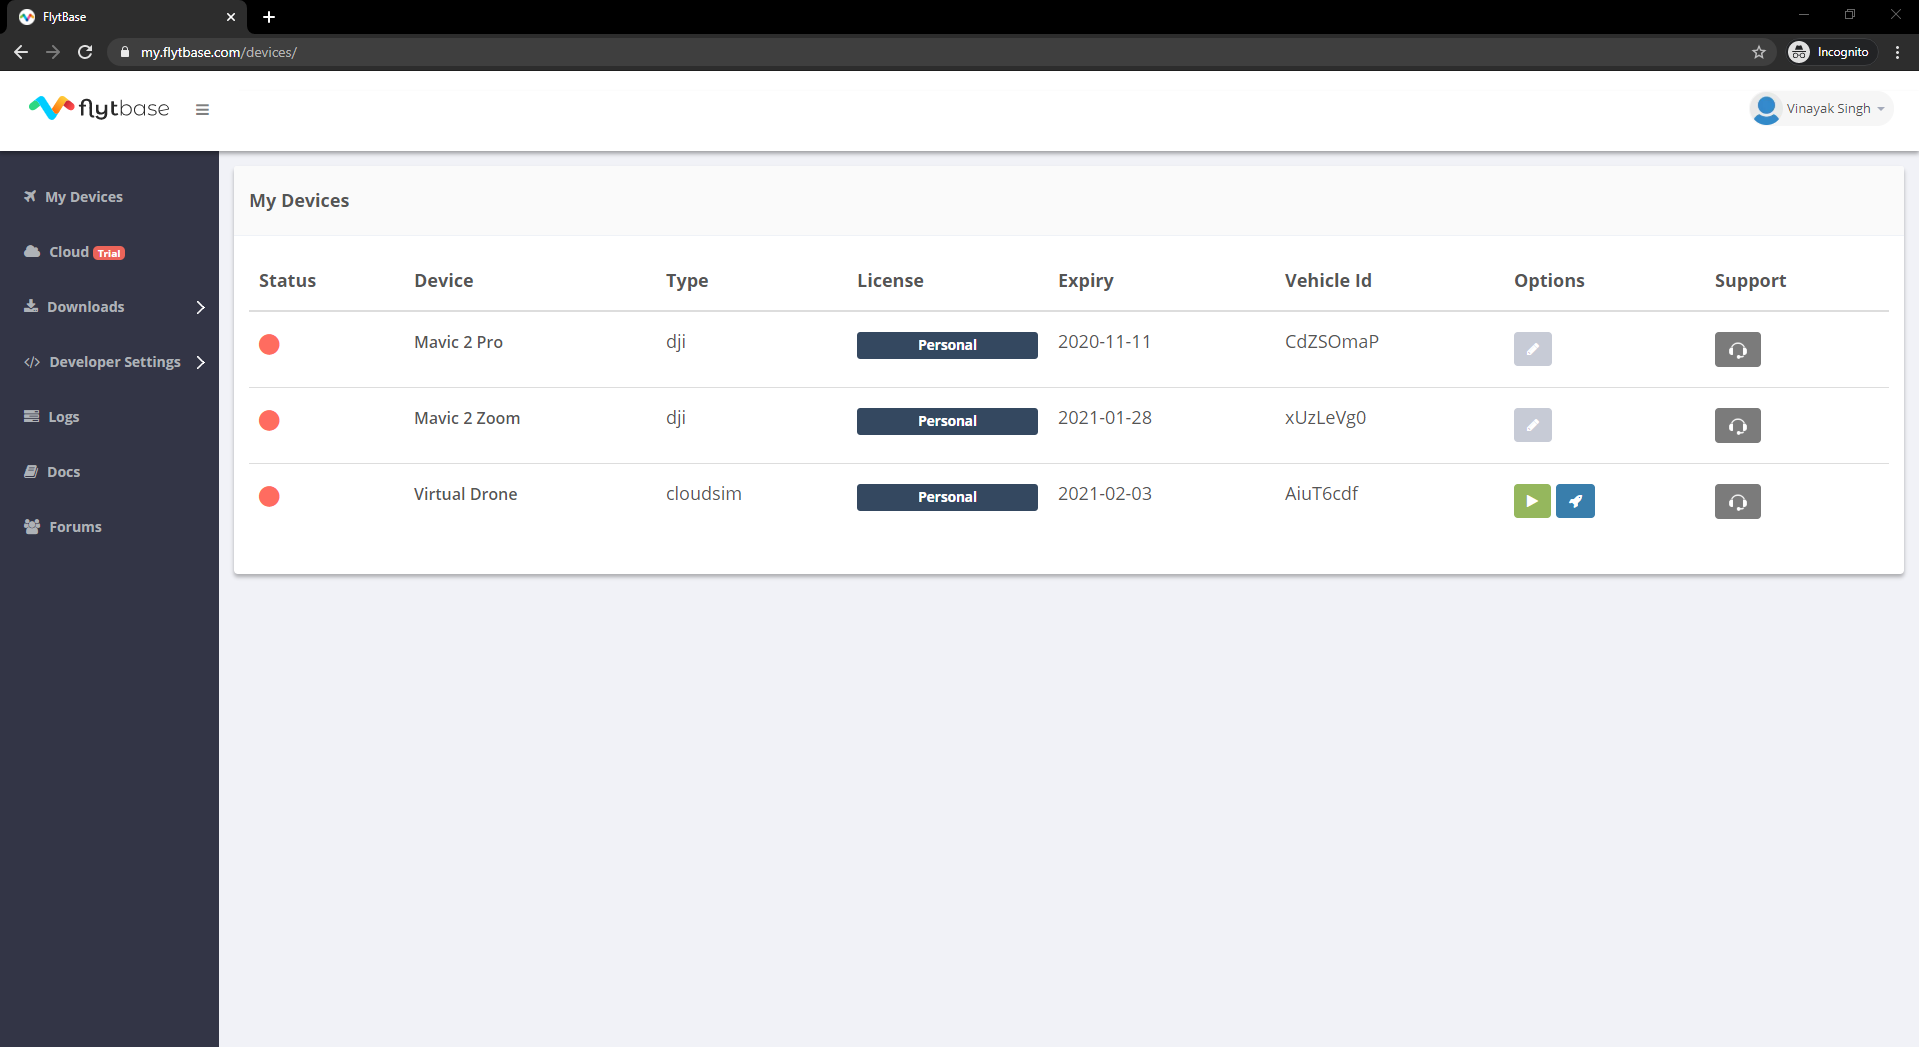 FlytBase
my.flytbase.com/devices/
Incognito
flytbase
Vinayak Singh
My Devices
Cloud Trial
Downloads
Developer Settings
Logs
Docs
Forums
My Devices
Status Device Type License Expiry Vehicle Id Options Support
Mavic 2 Pro dji Personal 2020-11-11 CdZSOmaP
Mavic 2 Zoom dji Personal 2021-01-28 xUzLeVg0
Virtual Drone cloudsim Personal 2021-02-03 AiuT6cdf